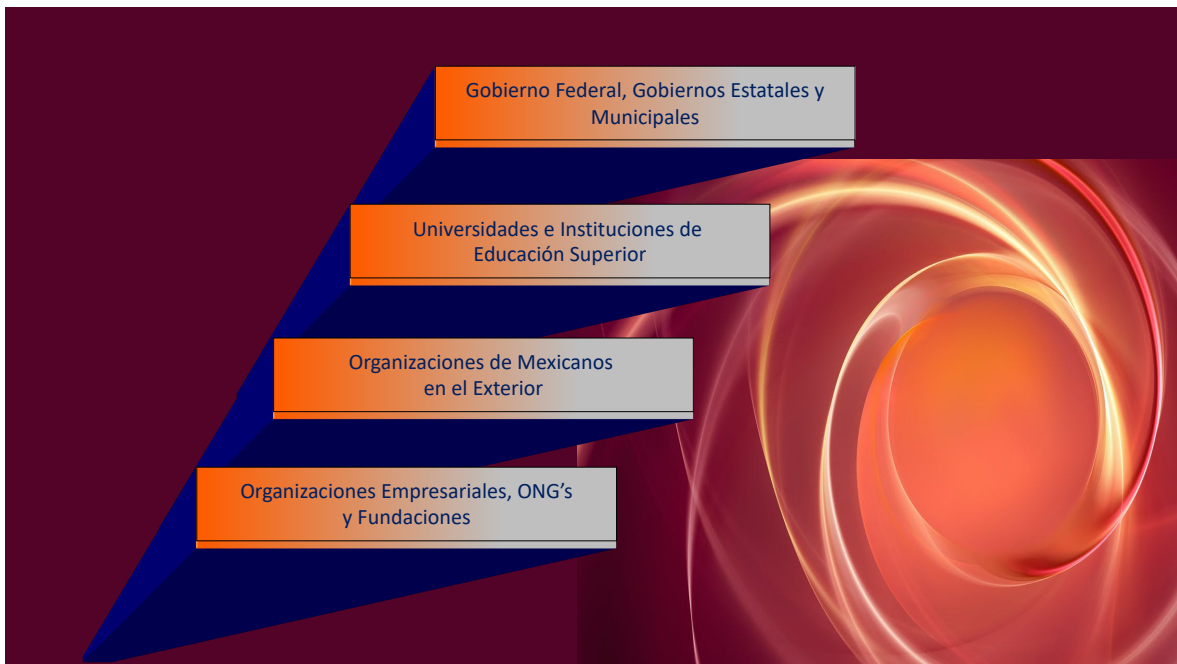 Gobierno Federal, Gobiernos Estatales y
Municipales
Universidades e Instituciones de
Educación Superior
Organizaciones de Mexicanos
en el Exterior
Organizaciones Empresariales, ONG’s
y Fundaciones